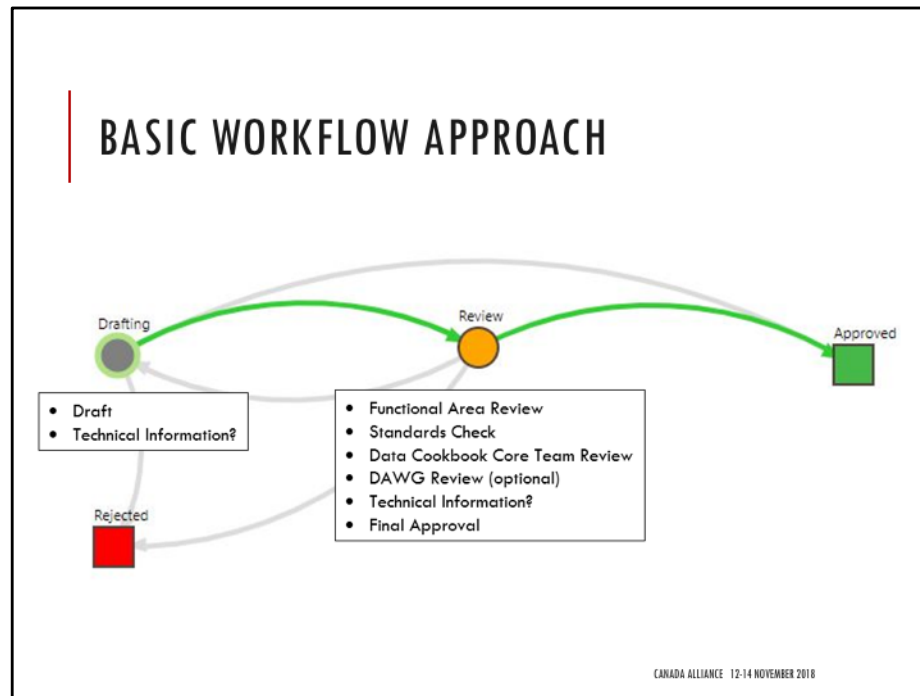 BASIC WORKFLOW APPROACH
Drafting
Review
Approved
• Draft
• Technical Information?
• Functional Area Review
• Standards Check
• Data Cookbook Core Team Review
• DAWG Review (optional)
• Technical Information?
• Final Approval
Rejected
CANADA ALLIANCE 12-14 NOVEMBER 2018